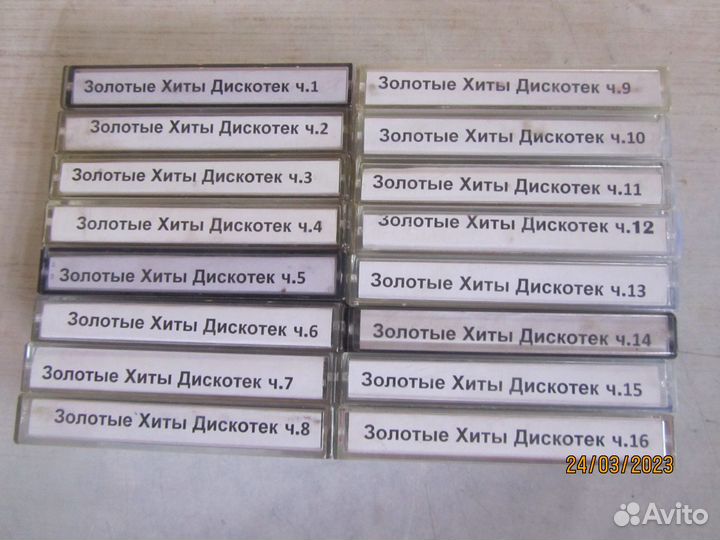 Золотые Хиты Дискотек ч.1
Золотые Хиты Дискотек ч.2
Золотые Хиты Дискотек ч.3
Золотые Хиты Дискотек ч.4
Золотые Хиты Дискотек ч.5
Золотые Хиты Дискотек ч.6
Золотые Хиты Дискотек ч.7
Золотые Хиты Дискотек ч.8
Золотые Хиты Дискотек ч.9
Золотые Хиты Дискотек ч.10
Золотые Хиты Дискотек ч.11
Золотые Хиты Дискотек ч.12
Золотые Хиты Дискотек ч.13
Золотые Хиты Дискотек ч.14
Золотые Хиты Дискотек ч.15
Золотые Хиты Дискотек ч.16
24/03/2023
Avito